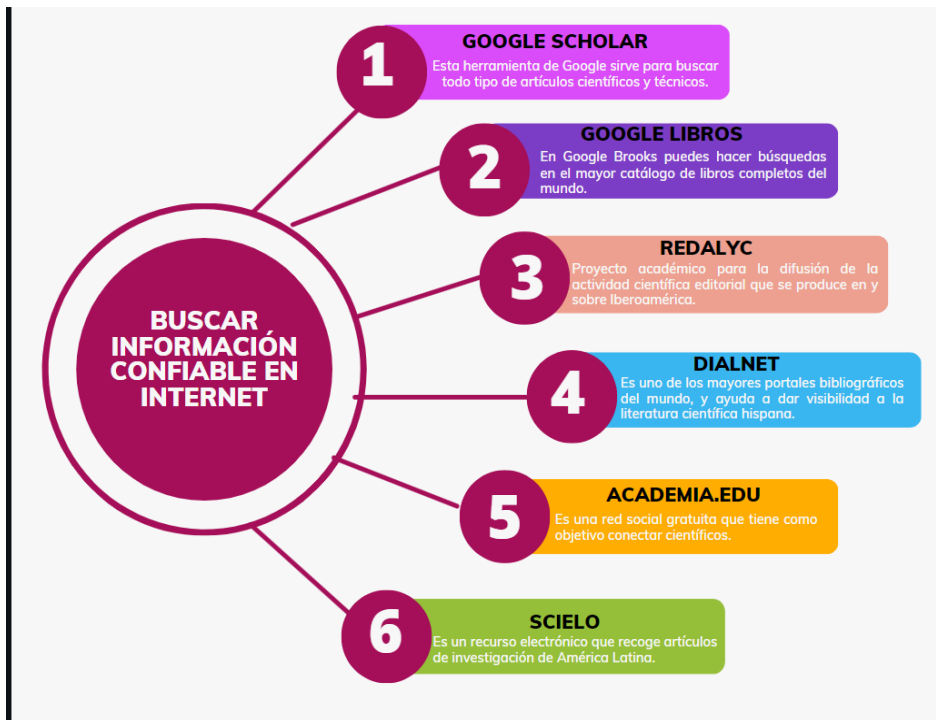 BUSCAR
INFORMACIÓN
CONFIABLE EN
INTERNET
1
GOOGLE SCHOLAR
Esta herramienta de Google sirve para buscar
todo tipo de artículos científicos y técnicos.
2
GOOGLE LIBROS
En Google Brooks puedes hacer búsquedas
en el mayor catálogo de libros completos del
mundo.
3
REDALYC
Proyecto académico para la difusión de la
actividad científica editorial que se produce en y
sobre Iberoamérica.
4
DIALNET
Es uno de los mayores portales bibliográficos
del mundo, y ayuda a dar visibilidad a la
literatura científica hispana.
5
ACADEMIA.EDU
Es una red social gratuita que tiene como
objetivo conectar científicos.
6
SCIELO
Es un recurso electrónico que recoge artículos
de investigación de América Latina.